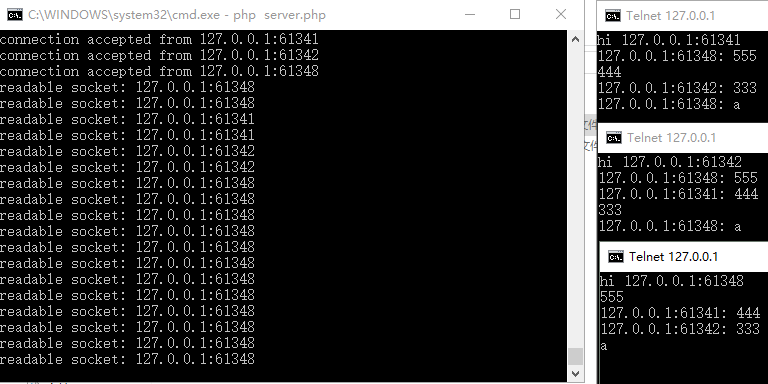 C:\WINDOWS\system32\cmd.exe - php server.php
connection accepted from 127.0.0.1:61341
connection accepted from 127.0.0.1:61342
connection accepted from 127.0.0.1:61348
readable socket: 127.0.0.1:61348
readable socket: 127.0.0.1:61348
readable socket: 127.0.0.1:61341
readable socket: 127.0.0.1:61341
readable socket: 127.0.0.1:61342
readable socket: 127.0.0.1:61342
readable socket: 127.0.0.1:61348
readable socket: 127.0.0.1:61348
readable socket: 127.0.0.1:61348
readable socket: 127.0.0.1:61348
readable socket: 127.0.0.1:61348
readable socket: 127.0.0.1:61348
readable socket: 127.0.0.1:61348
readable socket: 127.0.0.1:61348
readable socket: 127.0.0.1:61348
readable socket: 127.0.0.1:61348
readable socket: 127.0.0.1:61348
readable socket: 127.0.0.1:61348
Telnet 127.0.0.1
hi 127.0.0.1:61341
127.0.0.1:61348: 555
444
127.0.0.1:61342: 333
127.0.0.1:61348: a
Telnet 127.0.0.1
hi 127.0.0.1:61342
127.0.0.1:61348: 555
127.0.0.1:61341: 444
333
127.0.0.1:61348: a
Telnet 127.0.0.1
hi 127.0.0.1:61348
555
127.0.0.1:61341: 444
127.0.0.1:61342: 333
a